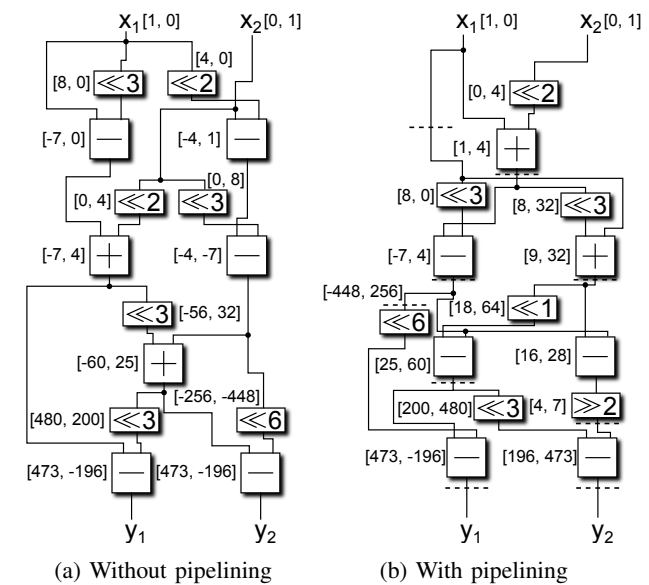 x₁[1, 0] x₂[0, 1]
[4, 0]
[8, 0] ≪3 ≪2
[-7, 0] — [-4, 1] —
[0, 8]
[0, 4] ≪2 ≪3
[-7, 4] + [-4, -7] —
≪3 [-56, 32]
[-60, 25] +
[-256, -448]
[480, 200] ≪3 ≪6
[473, -196] — [473, -196] —
y₁ y₂
(a) Without pipelining
x₁[1, 0] x₂[0, 1]
[0, 4] ≪2
[1, 4] +
[8, 0] ≪3 [8, 32] ≪3
[-7, 4] — [9, 32] +
[-448, 256] [18, 64] ≪1
≪6
[25, 60] — [16, 28] —
[200, 480] ≪3 [4, 7] ≫2
[473, -196] — [196, 473] —
y₁ y₂
(b) With pipelining